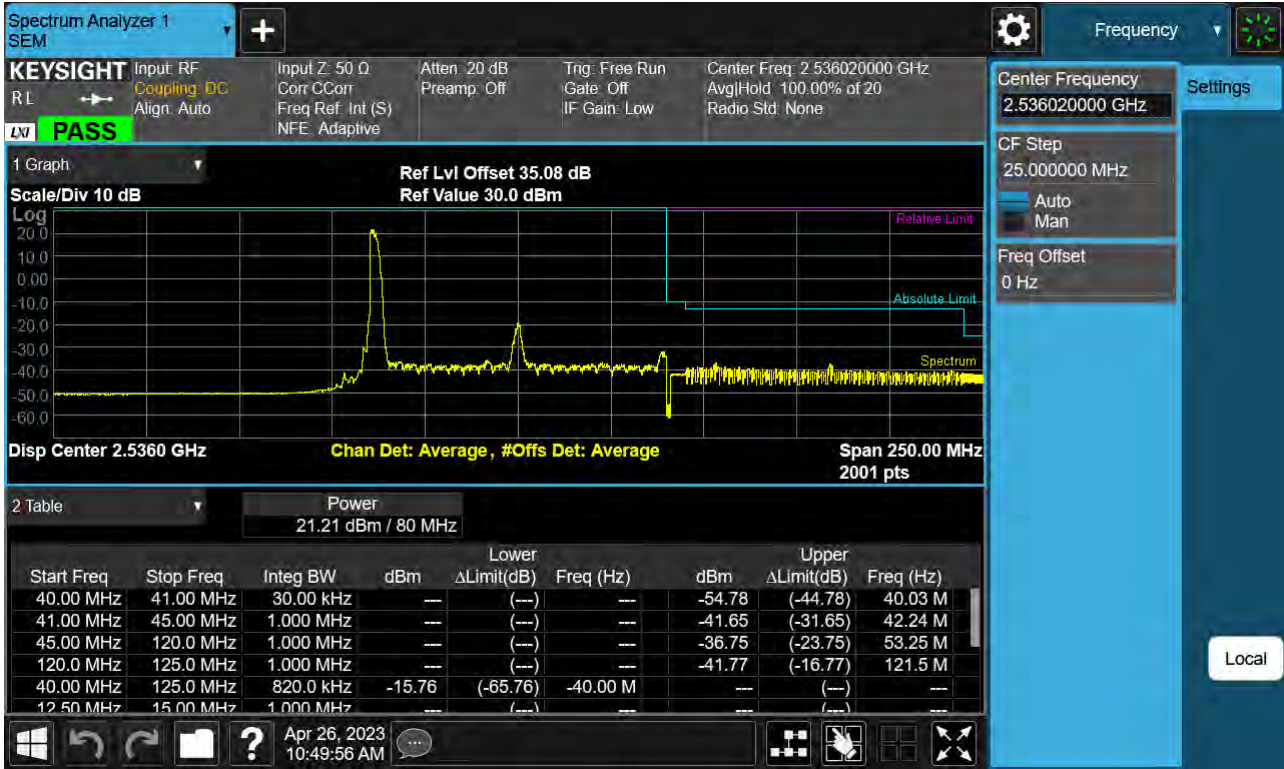 Spectrum Analyzer 1
SEM
+
Frequency
KEYSIGHT
RL
LXI
PASS
Input: RF
Coupling: DC
Align: Auto
Input Z: 50 Ω
Corr CCorr
Freq Ref: Int (S)
NFE: Adaptive
Atten: 20 dB
Preamp: Off
Trig: Free Run
Gate: Off
IF Gain: Low
Center Freq: 2.536020000 GHz
Avg|Hold: 100.00% of 20
Radio Std: None
Center Frequency
2.536020000 GHz
Settings
CF Step
25.000000 MHz
Auto
Man
Freq Offset
0 Hz
1 Graph
Ref Lvl Offset 35.08 dB
Scale/Div 10 dB
Ref Value 30.0 dBm
Log
20.0
10.0
0.00
-10.0
-20.0
-30.0
-40.0
-50.0
-60.0
Relative Limit
Absolute Limit
Spectrum
Disp Center 2.5360 GHz
Chan Det: Average, #Offs Det: Average
Span 250.00 MHz
2001 pts
2 Table
Power
21.21 dBm / 80 MHz
Lower Upper
Start Freq Stop Freq Integ BW dBm ΔLimit(dB) Freq (Hz) dBm ΔLimit(dB) Freq (Hz)
40.00 MHz 41.00 MHz 30.00 kHz --- (---) --- -54.78 (-44.78) 40.03 M
41.00 MHz 45.00 MHz 1.000 MHz --- (---) --- -41.65 (-31.65) 42.24 M
45.00 MHz 120.0 MHz 1.000 MHz --- (---) --- -36.75 (-23.75) 53.25 M
120.0 MHz 125.0 MHz 1.000 MHz --- (---) --- -41.77 (-16.77) 121.5 M
40.00 MHz 125.0 MHz 820.0 kHz -15.76 (-65.76) -40.00 M --- (---) ---
12.50 MHz 15.00 MHz 1.000 MHz --- (---) --- --- (---) ---
Local
?
Apr 26, 2023
10:49:56 AM